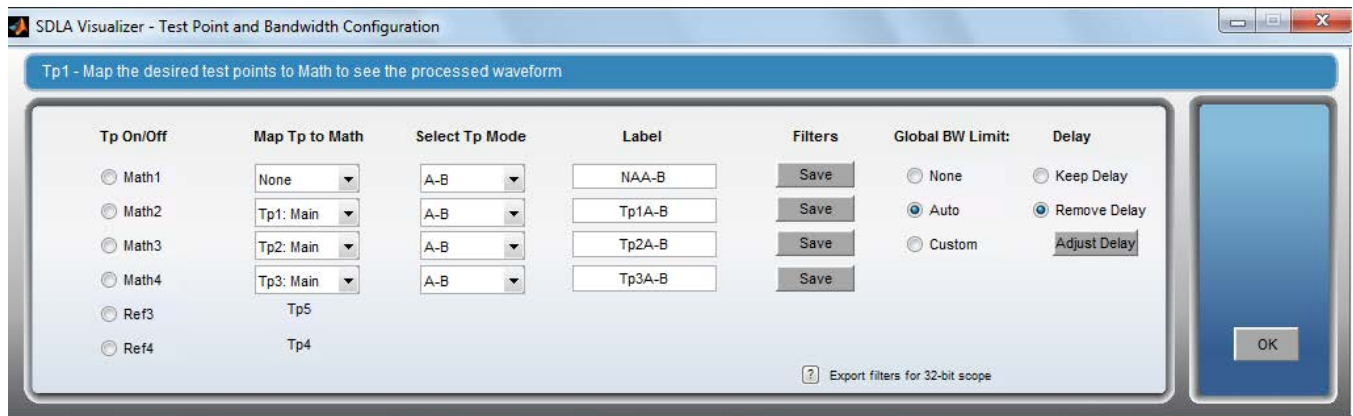 SDLA Visualizer - Test Point and Bandwidth Configuration
Tp1 - Map the desired test points to Math to see the processed waveform
Tp On/Off Map Tp to Math Select Tp Mode Label Filters Global BW Limit: Delay
Math1 None A-B NAA-B Save None Keep Delay
Math2 Tp1: Main A-B Tp1A-B Save Auto Remove Delay
Math3 Tp2: Main A-B Tp2A-B Save Custom Adjust Delay
Math4 Tp3: Main A-B Tp3A-B Save
Ref3 Tp5
Ref4 Tp4 OK
? Export filters for 32-bit scope